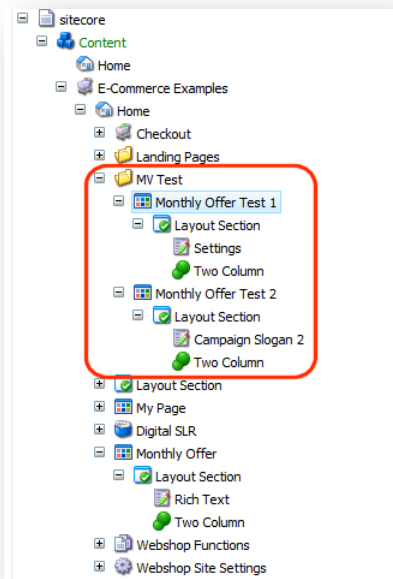 sitecore
Content
Home
E-Commerce Examples
Home
Checkout
Landing Pages
MV Test
Monthly Offer Test 1
Layout Section
Settings
Two Column
Monthly Offer Test 2
Layout Section
Campaign Slogan 2
Two Column
Layout Section
My Page
Digital SLR
Monthly Offer
Layout Section
Rich Text
Two Column
Webshop Functions
Webshop Site Settings